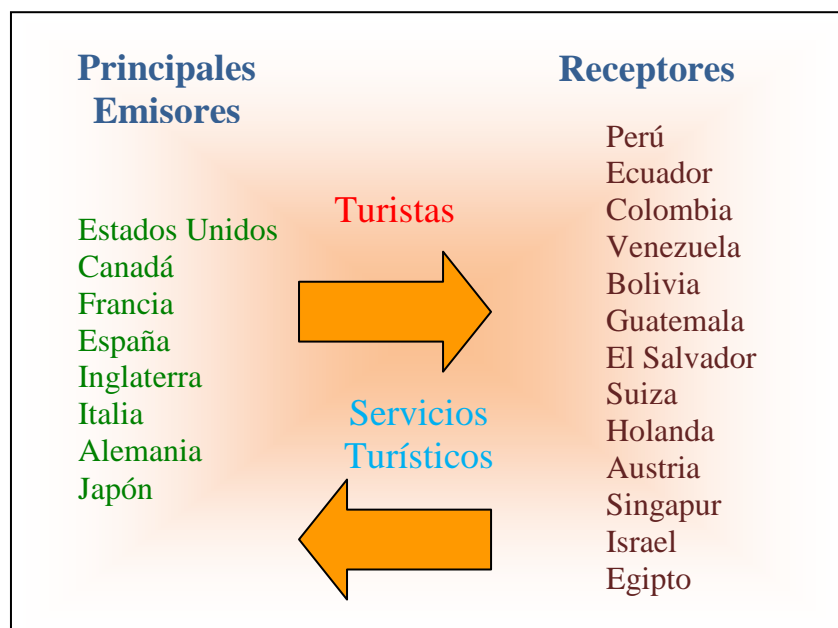 Principales
Emisores
Estados Unidos
Canadá
Francia
España
Inglaterra
Italia
Alemania
Japón
Turistas
Servicios
Turísticos
Receptores
Perú
Ecuador
Colombia
Venezuela
Bolivia
Guatemala
El Salvador
Suiza
Holanda
Austria
Singapur
Israel
Egipto